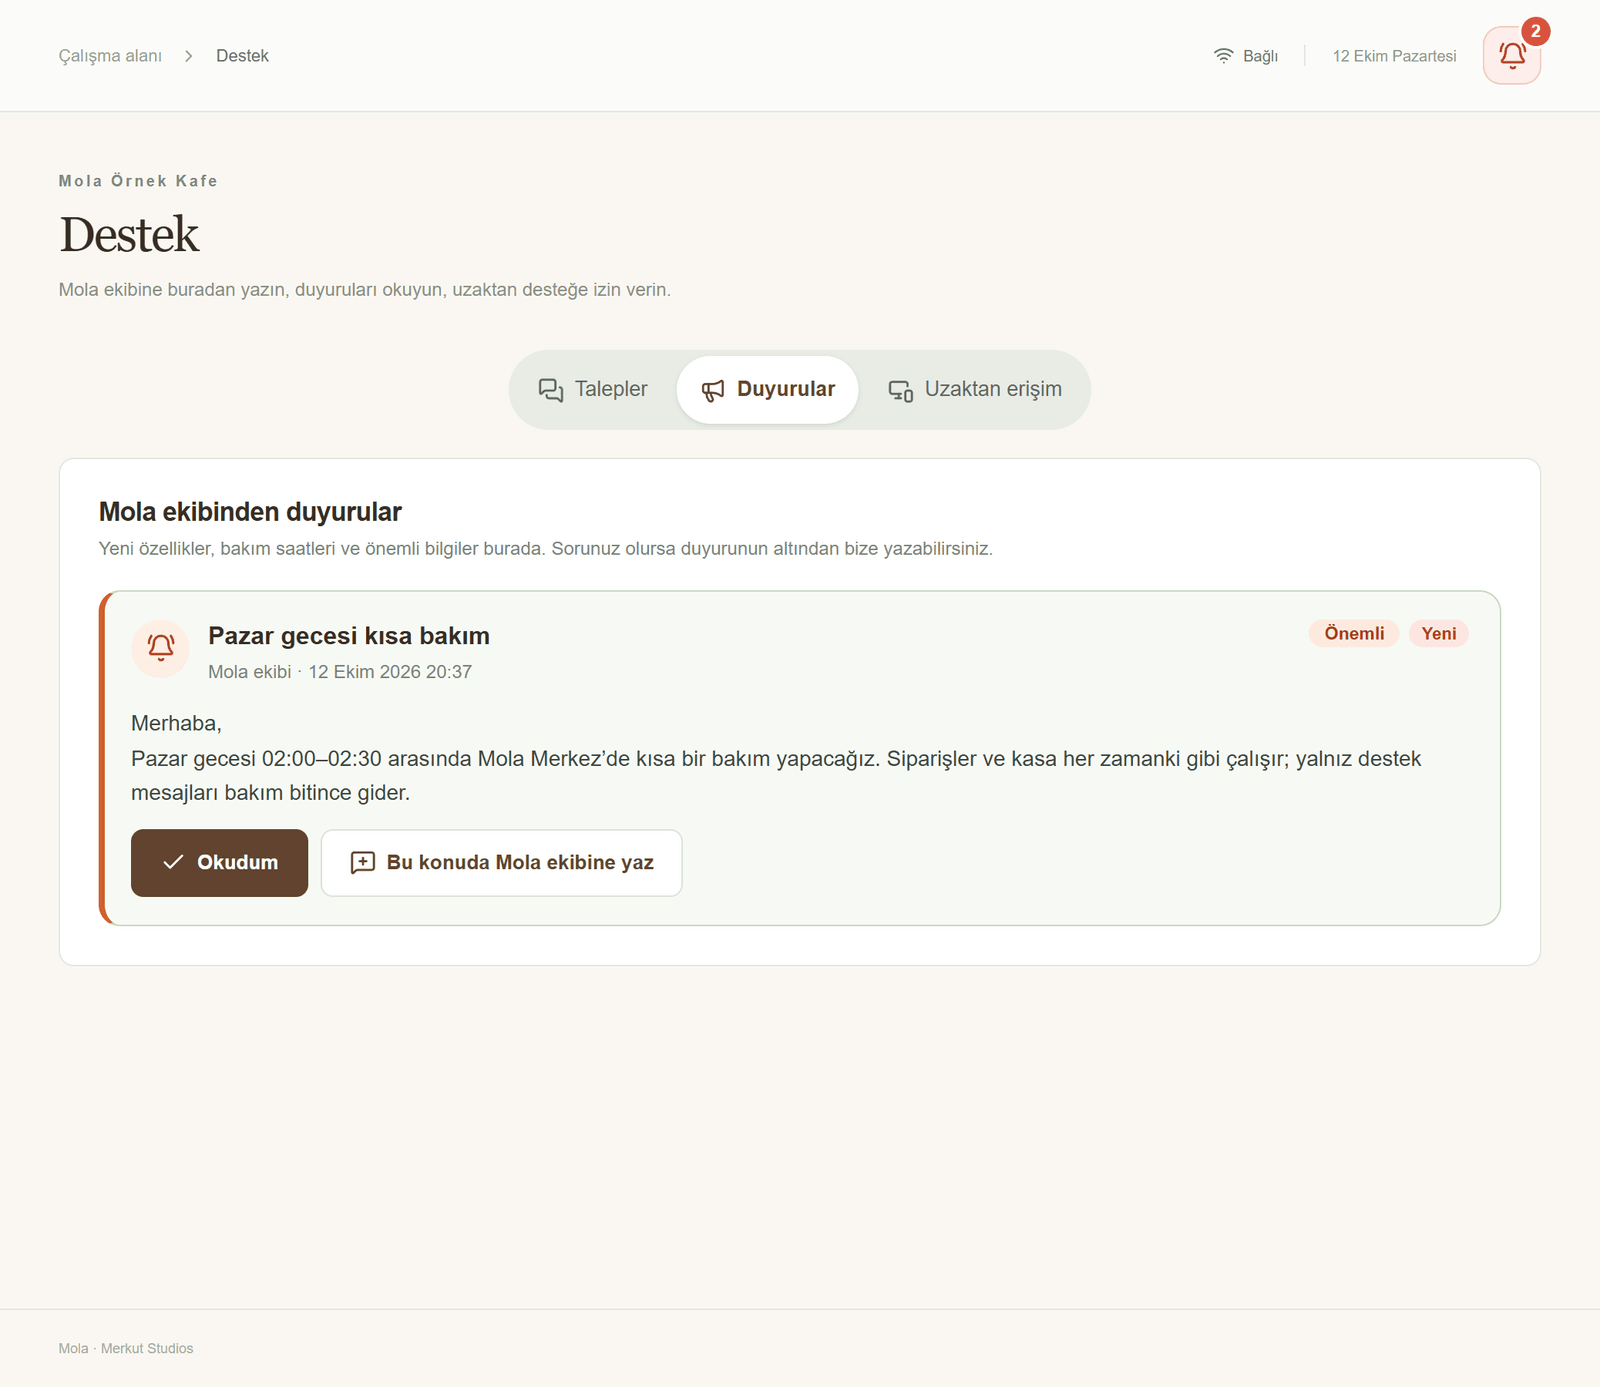 Çalışma alanı
Destek
Bağlı
12 Ekim Pazartesi
2
Mola Örnek Kafe
Destek
Mola ekibine buradan yazın, duyuruları okuyun, uzaktan desteğe izin verin.
Talepler
Duyurular
Uzaktan erişim
Mola ekibinden duyurular
Yeni özellikler, bakım saatleri ve önemli bilgiler burada. Sorunuz olursa duyurunun altından bize yazabilirsiniz.
Pazar gecesi kısa bakım
Önemli
Yeni
Mola ekibi · 12 Ekim 2026 20:37
Merhaba,
Pazar gecesi 02:00–02:30 arasında Mola Merkez’de kısa bir bakım yapacağız. Siparişler ve kasa her zamanki gibi çalışır; yalnız destek
mesajları bakım bitince gider.
Okudum
Bu konuda Mola ekibine yaz
Mola · Merkut Studios